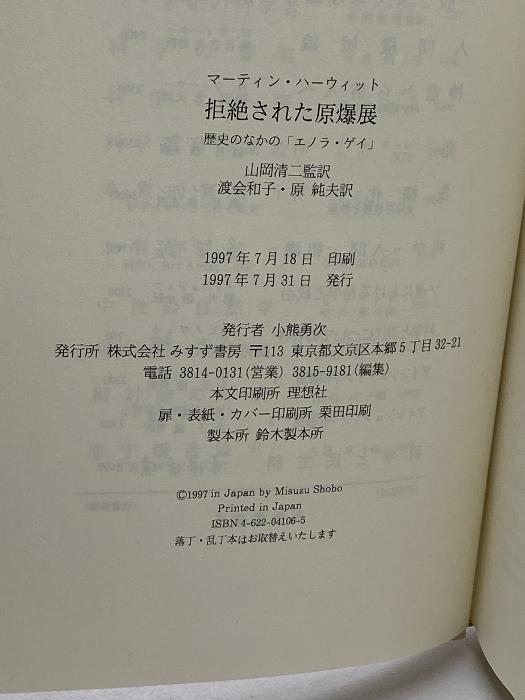 マーティン・ハーウィット
拒絶された原爆展
歴史のなかの「エノラ・ゲイ」
山岡清二監訳
渡会和子・原 純夫訳
1997年7月18日 印刷
1997年7月31日 発行
発行者 小熊勇次
発行所 株式会社 みすず書房 〒113 東京都文京区本郷5丁目32-21
電話 3814-0131(営業) 3815-9181(編集)
本文印刷所 理想社
扉・表紙・カバー印刷所 栗田印刷
製本所 鈴木製本所
©1997 in Japan by Misuzu Shobo
Printed in Japan
ISBN 4-622-04106-5
落丁・乱丁本はお取替えいたします